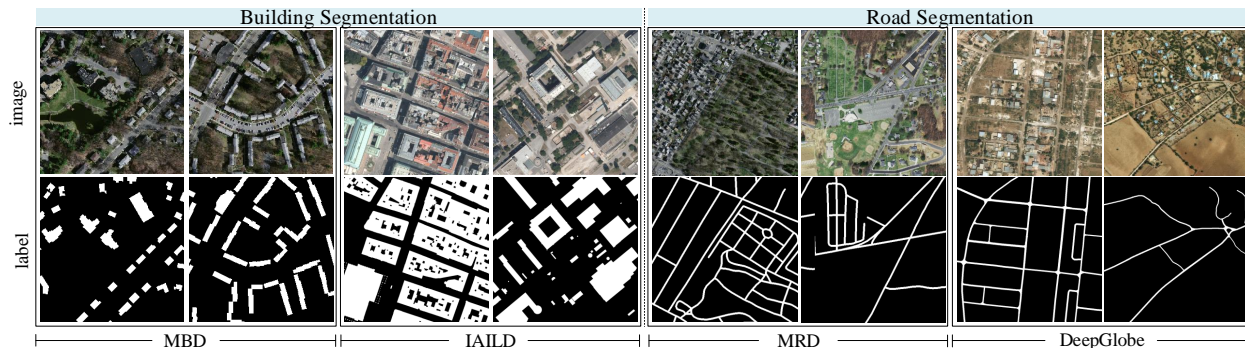 Building Segmentation
Road Segmentation
image
label
MBD
IAILD
MRD
DeepGlobe